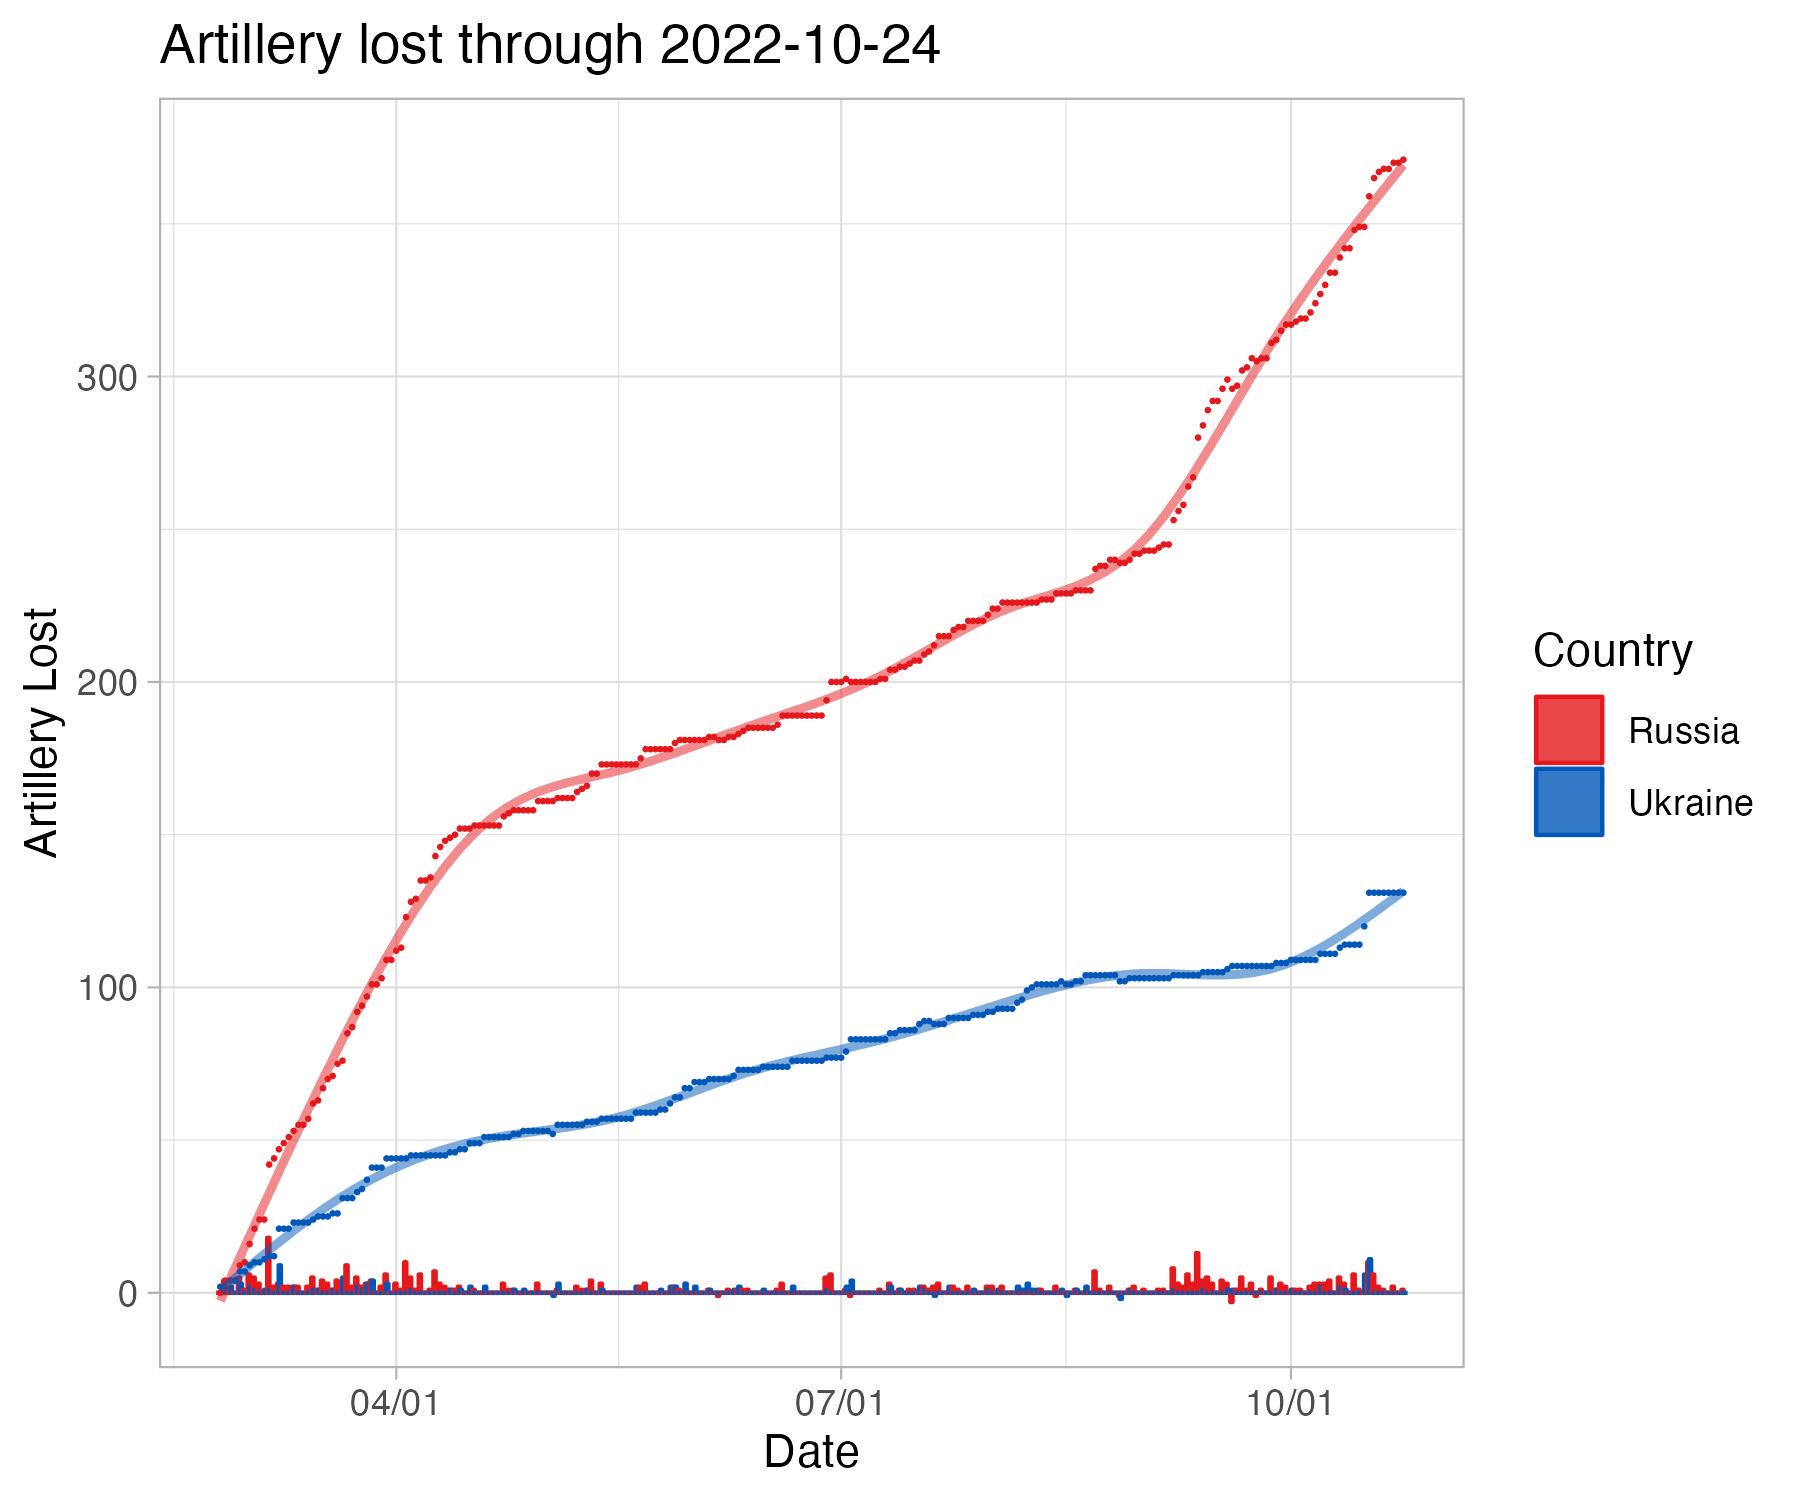 Artillery lost through 2022-10-24
Artillery Lost
300
200
100
0
04/01
07/01
10/01
Date
Country
Russia
Ukraine